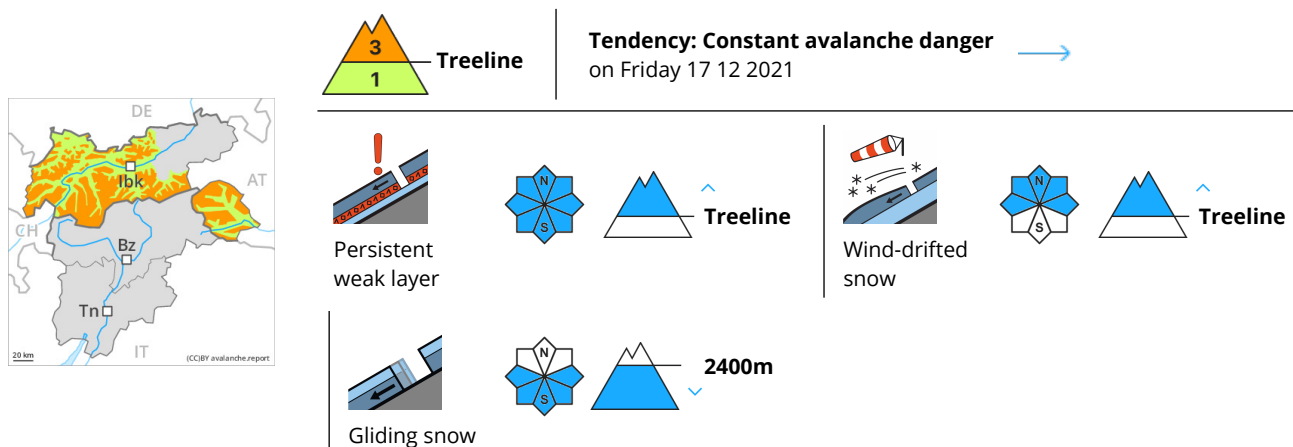 3
1
Treeline
Tendency: Constant avalanche danger
on Friday 17 12 2021
DE
Ibk
AT
CH
Bz
Tn
IT
20 km
(CC)BY avalanche.report
N
S
Treeline
Persistent
weak layer
N
S
Treeline
Wind-drifted
snow
N
S
2400m
Gliding snow